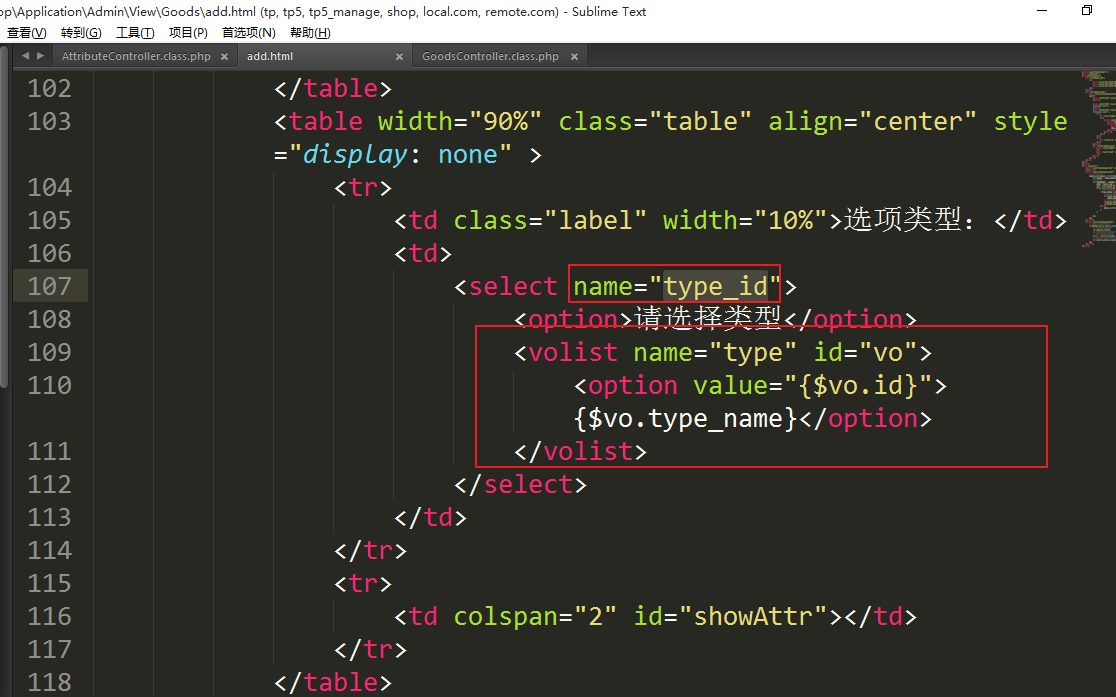 op\Application\Admin\View\Goods\add.html (tp, tp5, tp5_manage, shop, local.com, remote.com) - Sublime Text
查看(V) 转到(G) 工具(T) 项目(P) 首选项(N) 帮助(H)
AttributeController.class.php × add.html × GoodsController.class.php ×
102 </table>
103 <table width="90%" class="table" align="center" style
="display: none" >
104 <tr>
105 <td class="label" width="10%">选项类型：</td>
106 <td>
107 <select name="type_id">
108 <option>请选择类型</option>
109 <volist name="type" id="vo">
110 <option value="{$vo.id}">
{$vo.type_name}</option>
111 </volist>
112 </select>
113 </td>
114 </tr>
115 <tr>
116 <td colspan="2" id="showAttr"></td>
117 </tr>
118 </table>